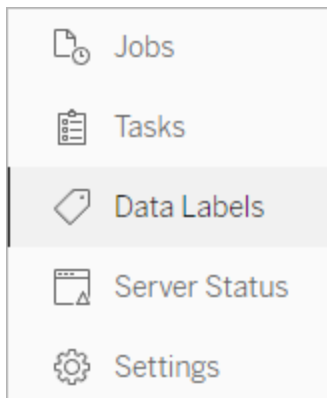 Jobs
Tasks
Data Labels
Server Status
Settings